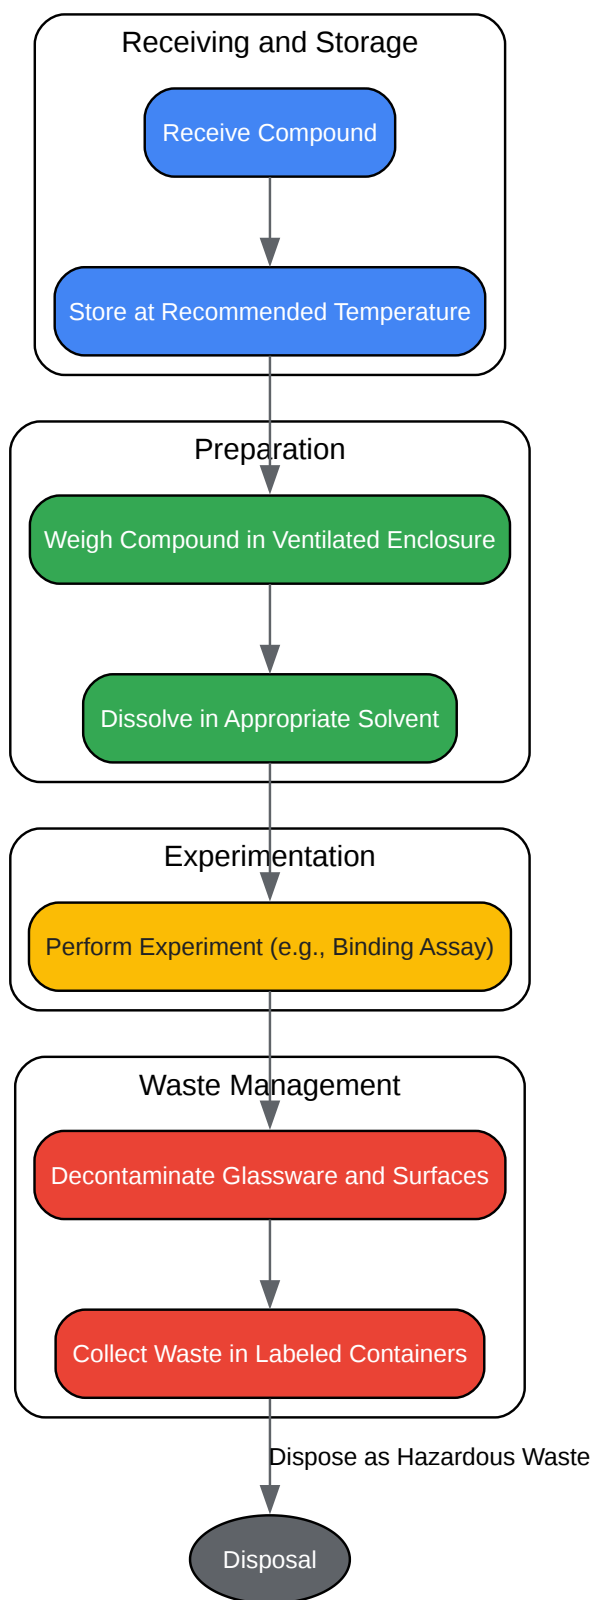 Receiving and Storage
Receive Compound
Store at Recommended Temperature
Preparation
Weigh Compound in Ventilated Enclosure
Dissolve in Appropriate Solvent
Experimentation
Perform Experiment (e.g., Binding Assay)
Waste Management
Decontaminate Glassware and Surfaces
Collect Waste in Labeled Containers
Dispose as Hazardous Waste
Disposal